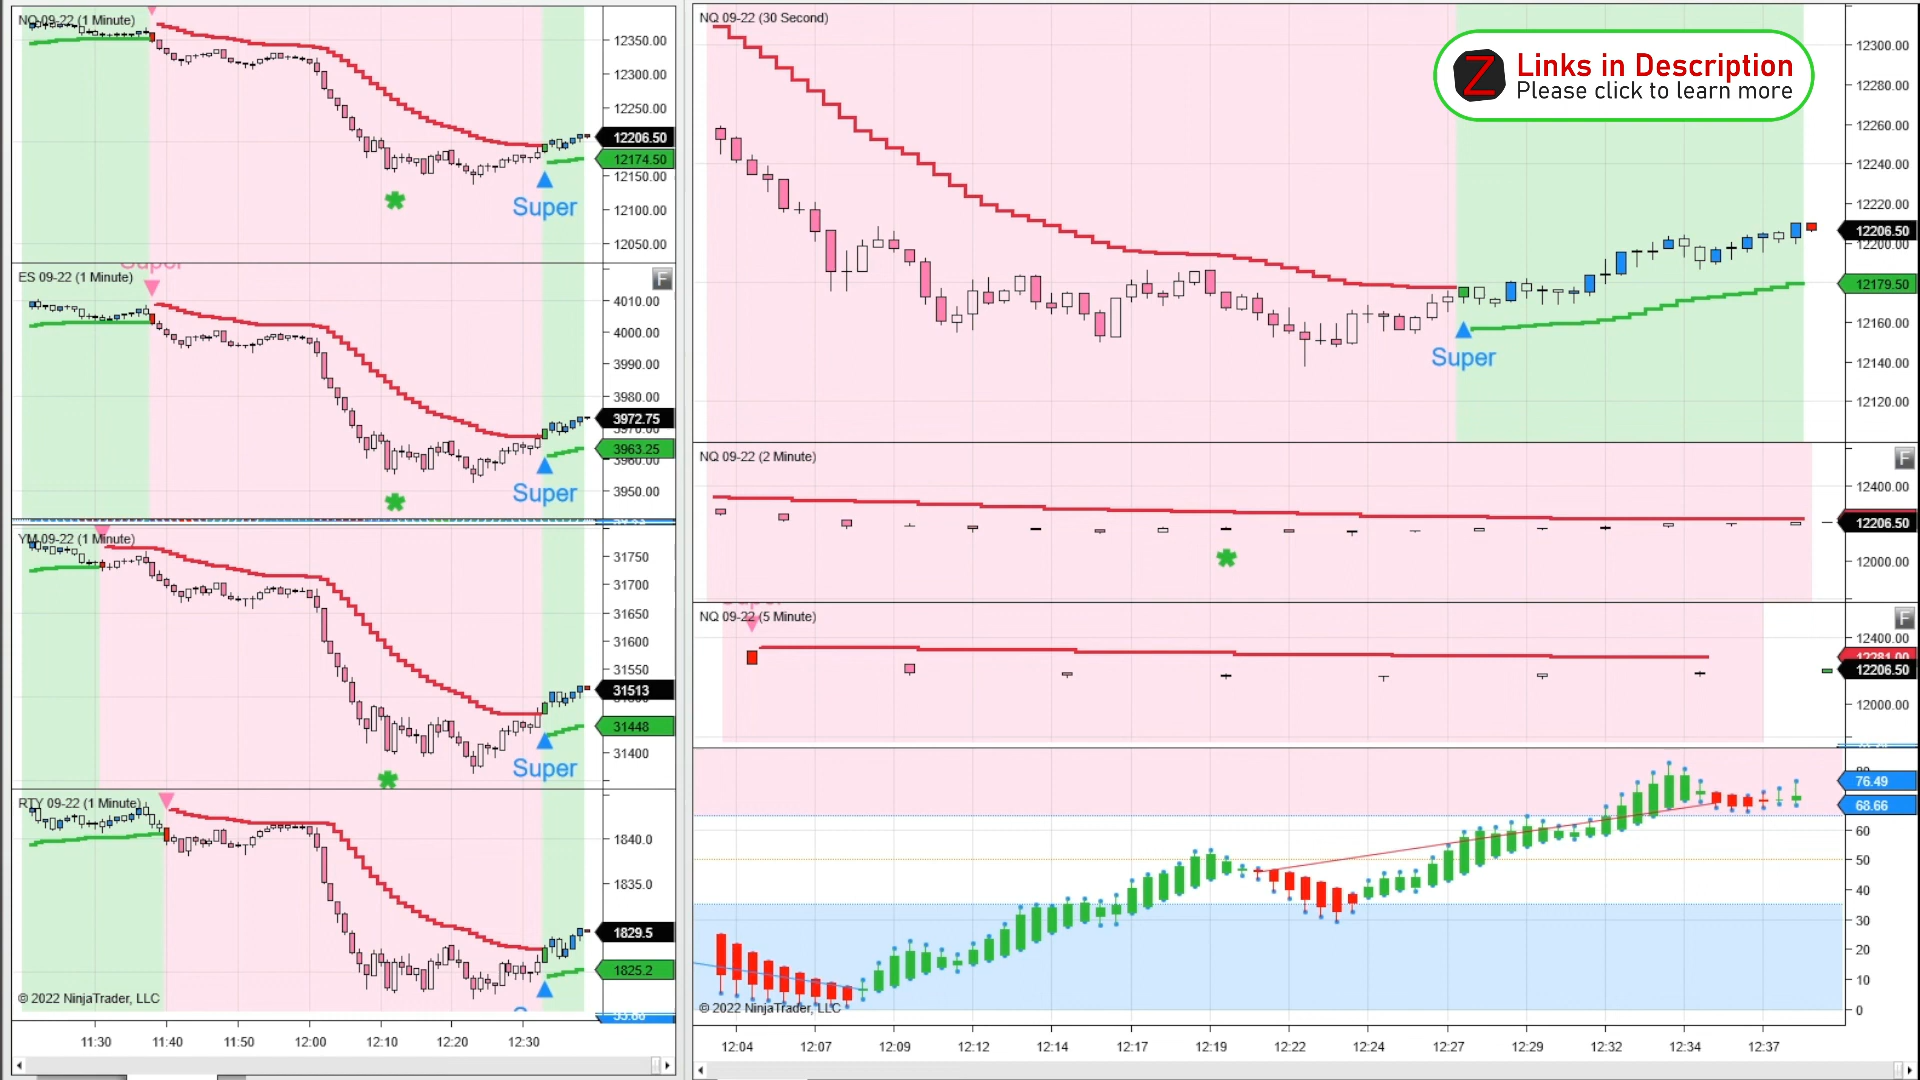 NQ 09-22 (1 Minute)
12350.00
12300.00
12250.00
12206.50
12174.50
12150.00
12100.00
12050.00
Super
Super
ES 09-22 (1 Minute)
F
4010.00
4000.00
3990.00
3980.00
3972.75
3963.25
3960.00
3950.00
Super
YM 09-22 (1 Minute)
31750
31700
31650
31600
31550
31513
31448
31400
Super
RTY 09-22 (1 Minute)
1840.0
1835.0
1829.5
1825.2
© 2022 NinjaTrader, LLC
11:30 11:40 11:50 12:00 12:10 12:20 12:30
NQ 09-22 (30 Second)
Z
Links in Description
Please click to learn more
12300.00
12280.00
12260.00
12240.00
12220.00
12206.50
12200.00
12179.50
12160.00
12140.00
12120.00
Super
NQ 09-22 (2 Minute)
F
12400.00
12206.50
12000.00
NQ 09-22 (5 Minute)
F
12400.00
12281.00
12206.50
12000.00
76.49
68.66
60
50
40
30
20
10
0
© 2022 NinjaTrader, LLC
12:04 12:07 12:09 12:12 12:14 12:17 12:19 12:22 12:24 12:27 12:29 12:32 12:34 12:37